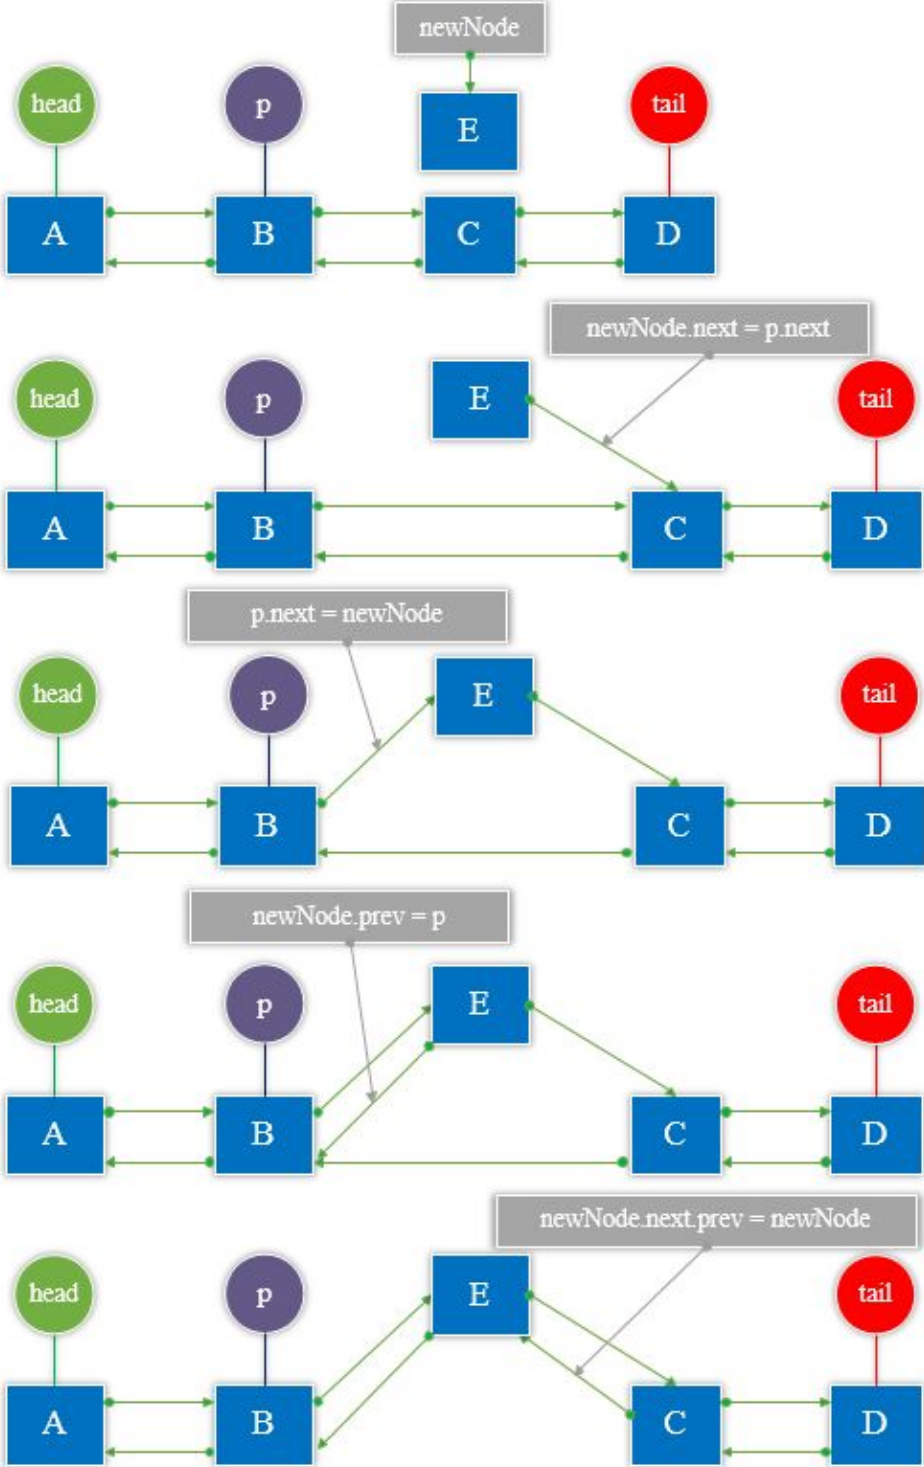 newNode
head
p
tail
E
A
B
C
D
newNode.next = p.next
head
p
E
tail
A
B
C
D
p.next = newNode
head
p
E
tail
A
B
C
D
newNode.prev = p
head
p
E
tail
A
B
C
D
newNode.next.prev = newNode
head
p
E
tail
A
B
C
D